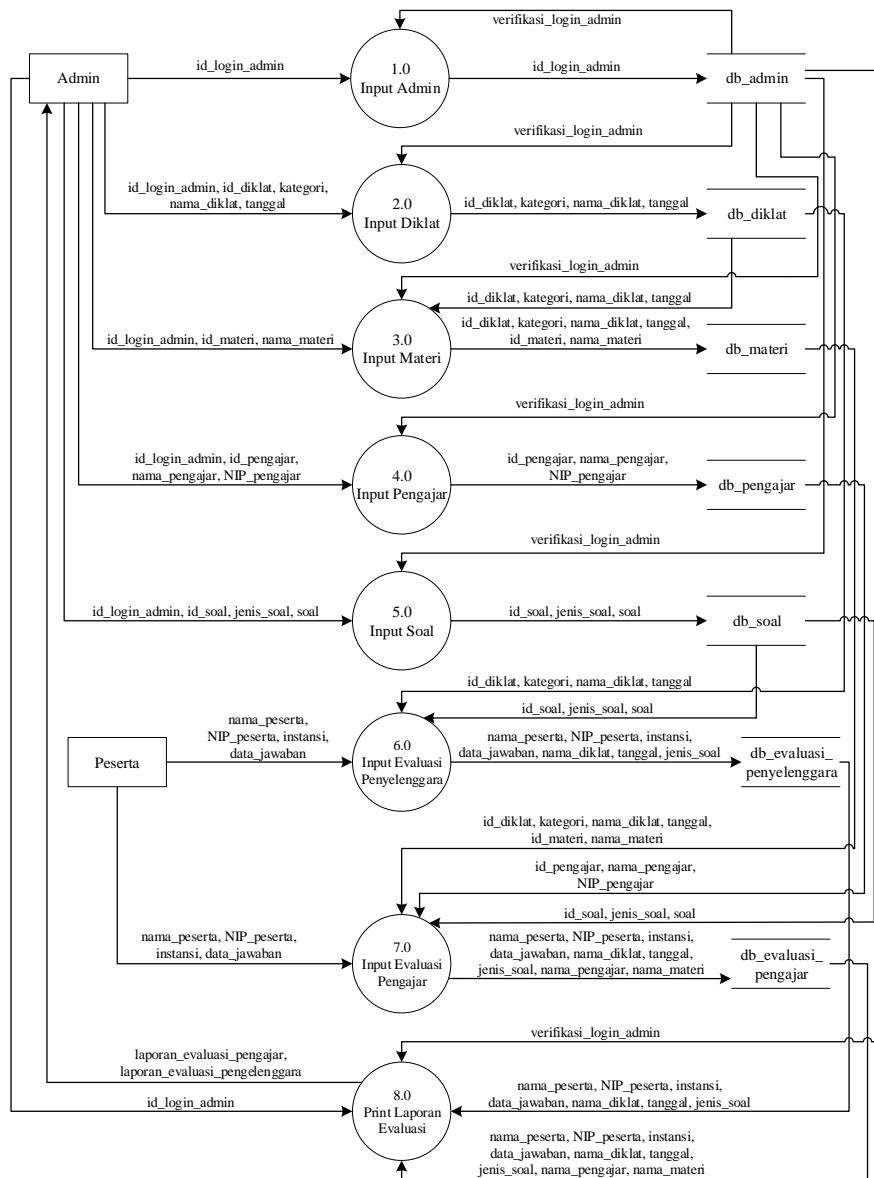 verifikasi_login_admin
1.0
Input Admin
Admin
id_login_admin
id_login_admin
db_admin
verifikasi_login_admin
id_login_admin, id_diklat, kategori,
nama_diklat, tanggal
2.0
Input Diklat
id_diklat, kategori, nama_diklat, tanggal
db_diklat
verifikasi_login_admin
id_diklat, kategori, nama_diklat, tanggal
id_login_admin, id_materi, nama_materi
3.0
Input Materi
id_diklat, kategori, nama_diklat, tanggal,
id_materi, nama_materi
db_materi
verifikasi_login_admin
id_login_admin, id_pengajar,
nama_pengajar, NIP_pengajar
4.0
Input Pengajar
id_pengajar, nama_pengajar,
NIP_pengajar
db_pengajar
verifikasi_login_admin
id_login_admin, id_soal, jenis_soal, soal
5.0
Input Soal
id_soal, jenis_soal, soal
db_soal
id_diklat, kategori, nama_diklat, tanggal
id_soal, jenis_soal, soal
Peserta
nama_peserta,
NIP_peserta, instansi,
data_jawaban
6.0
Input Evaluasi
Penyelenggara
nama_peserta, NIP_peserta, instansi,
data_jawaban, nama_diklat, tanggal, jenis_soal
db_evaluasi_
penyelenggara
id_diklat, kategori, nama_diklat, tanggal,
id_materi, nama_materi
id_pengajar, nama_pengajar,
NIP_pengajar
id_soal, jenis_soal, soal
nama_peserta, NIP_peserta,
instansi, data_jawaban
7.0
Input Evaluasi
Pengajar
nama_peserta, NIP_peserta, instansi,
data_jawaban, nama_diklat, tanggal,
jenis_soal, nama_pengajar, nama_materi
db_evaluasi_
pengajar
verifikasi_login_admin
laporan_evaluasi_pengajar,
laporan_evaluasi_pengelenggara
id_login_admin
8.0
Print Laporan
Evaluasi
nama_peserta, NIP_peserta, instansi,
data_jawaban, nama_diklat, tanggal, jenis_soal
nama_peserta, NIP_peserta, instansi,
data_jawaban, nama_diklat, tanggal,
jenis_soal, nama_pengajar, nama_materi